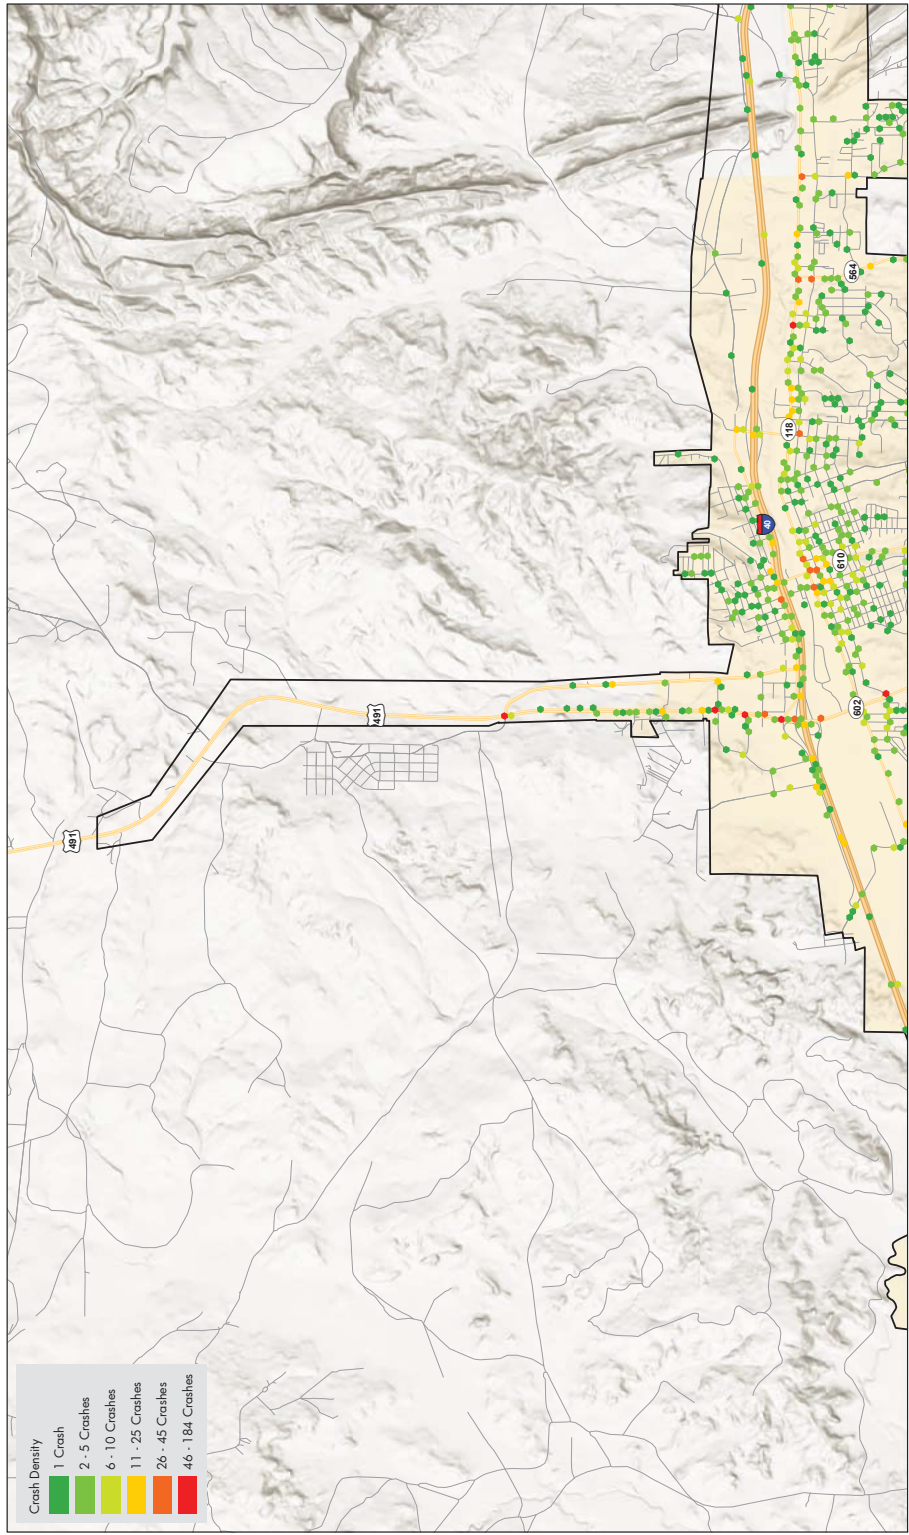 Crash Density
1 Crash
2 - 5 Crashes
6 - 10 Crashes
11 - 25 Crashes
26 - 45 Crashes
46 - 184 Crashes
491
491
564
118
40
610
602